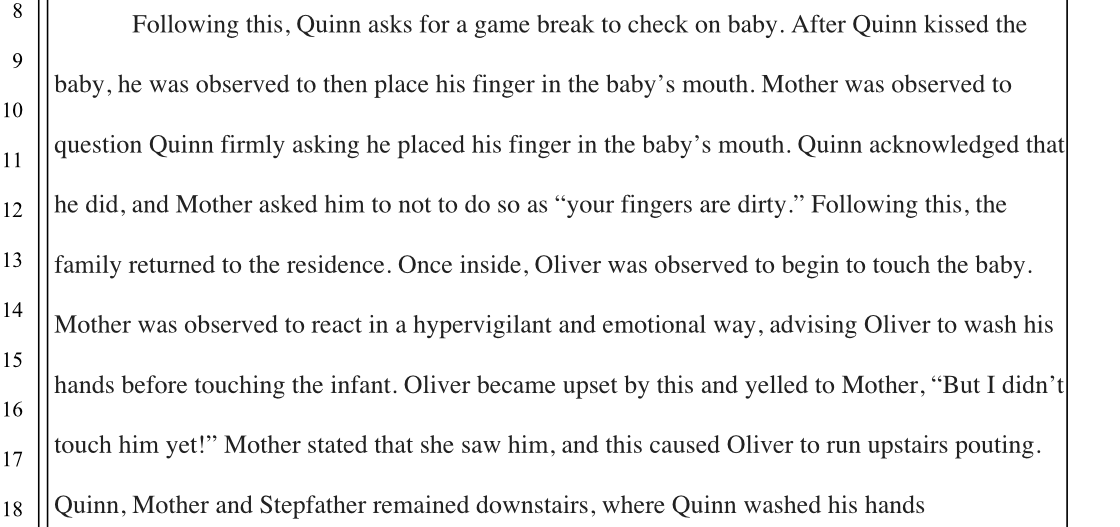 8
Following this, Quinn asks for a game break to check on baby. After Quinn kissed the
9
baby, he was observed to then place his finger in the baby’s mouth. Mother was observed to
10
question Quinn firmly asking he placed his finger in the baby’s mouth. Quinn acknowledged that
11
he did, and Mother asked him to not to do so as “your fingers are dirty.” Following this, the
12
family returned to the residence. Once inside, Oliver was observed to begin to touch the baby.
13
Mother was observed to react in a hypervigilant and emotional way, advising Oliver to wash his
14
hands before touching the infant. Oliver became upset by this and yelled to Mother, “But I didn’t
15
touch him yet!” Mother stated that she saw him, and this caused Oliver to run upstairs pouting.
16
17
Quinn, Mother and Stepfather remained downstairs, where Quinn washed his hands
18